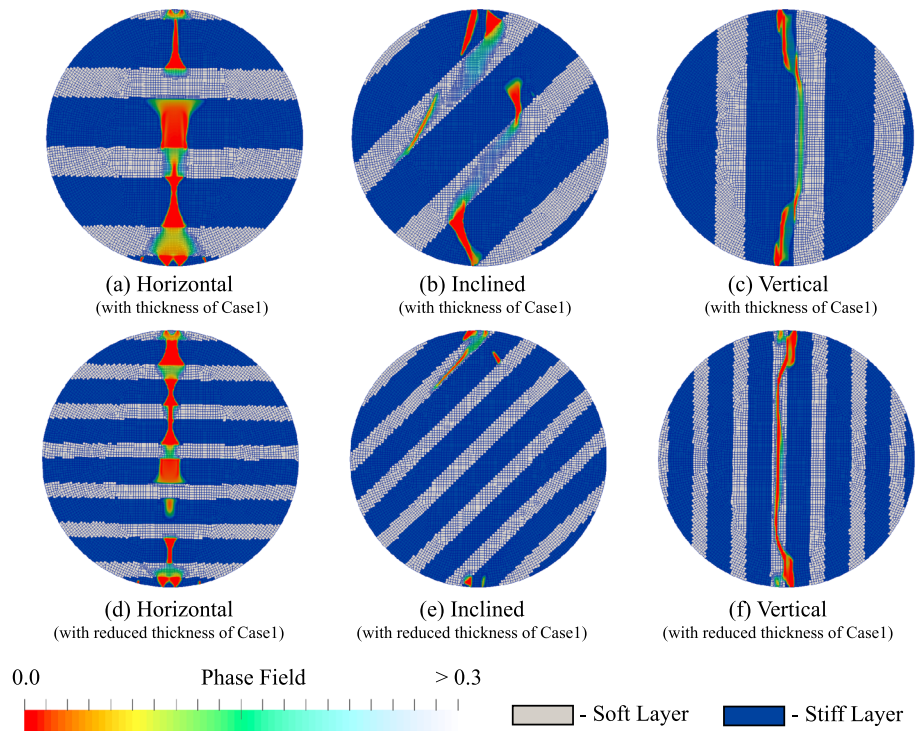 (a) Horizontal
(with thickness of Case1)
(b) Inclined
(with thickness of Case1)
(c) Vertical
(with thickness of Case1)
(d) Horizontal
(with reduced thickness of Case1)
(e) Inclined
(with reduced thickness of Case1)
(f) Vertical
(with reduced thickness of Case1)
0.0 Phase Field > 0.3
- Soft Layer - Stiff Layer